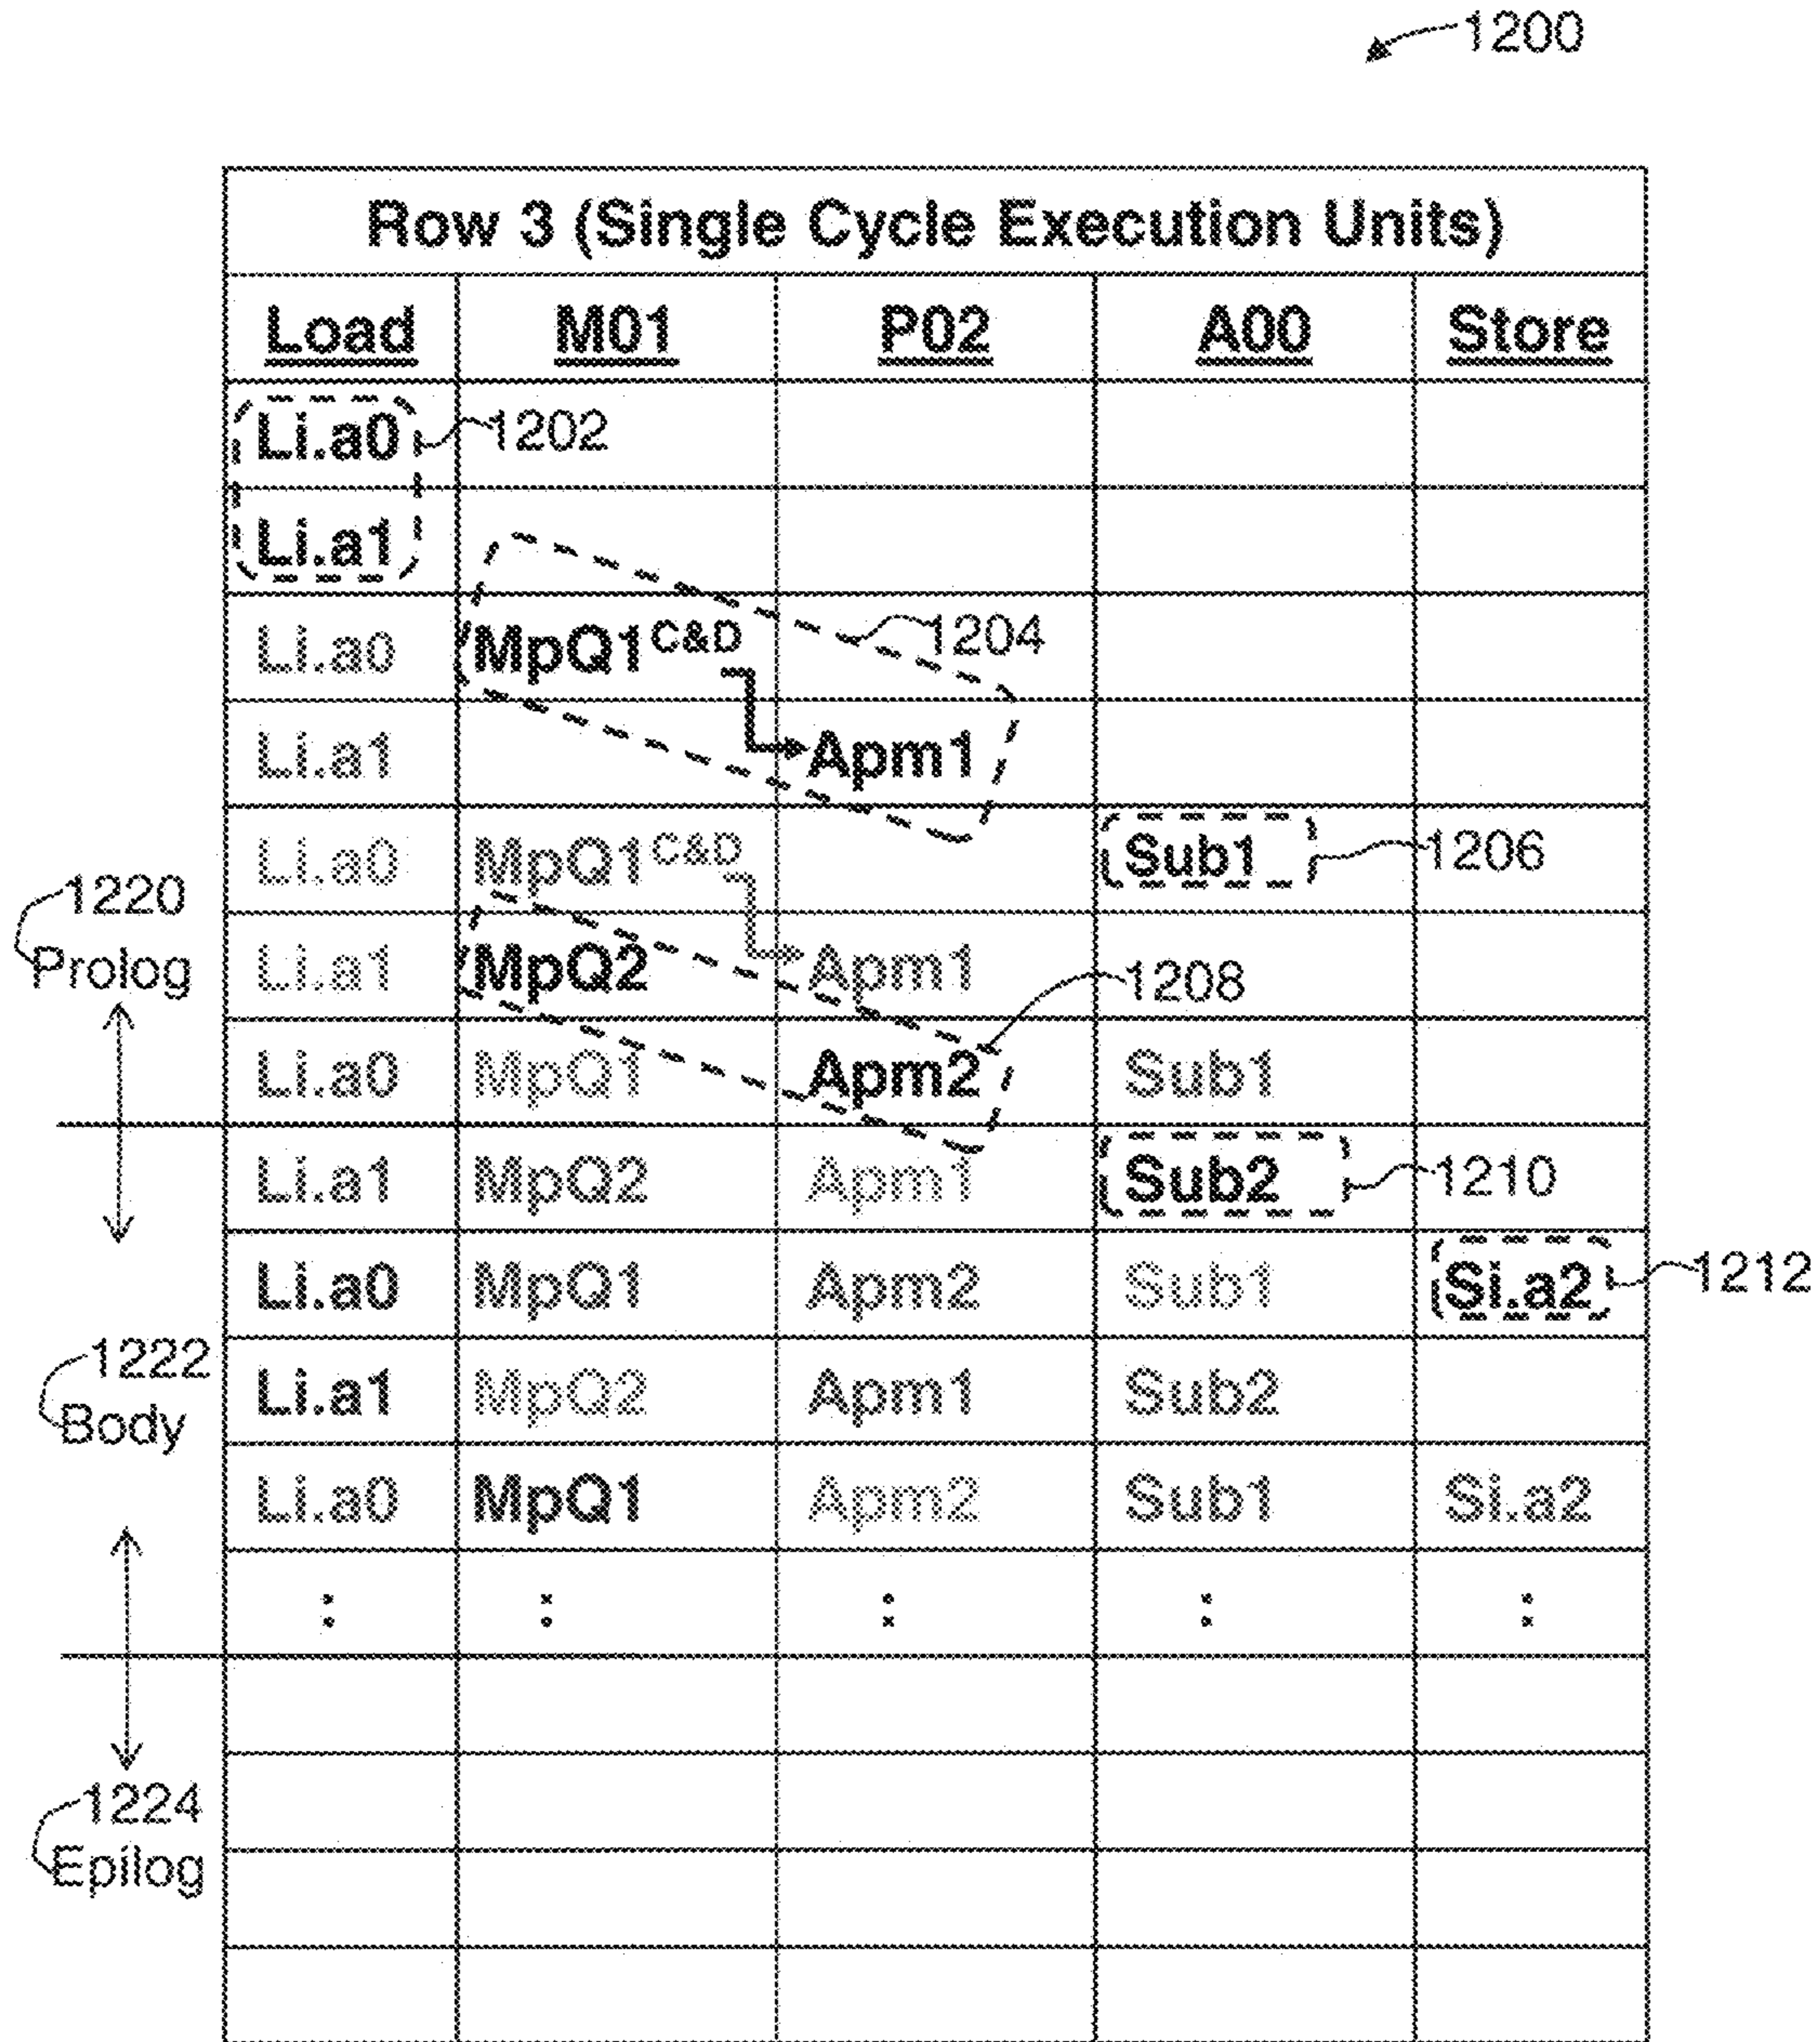 1200
Row 3 (Single Cycle Execution Units)
Load M01 P02 A00 Store
Li.a0 1202
Li.a1
Li.a0 MpQ1C&D 1204
Li.a1 Apm1
Li.a0 MpQ1C&D Sub1 1206
1220
Prolog
Li.a1 MpQ2 Apm1 1208
Li.a0 MpQ1 Apm2 Sub1
Li.a1 MpQ2 Apm1 Sub2 1210
Li.a0 MpQ1 Apm2 Sub1 Si.a2 1212
1222
Body
Li.a1 MpQ2 Apm1 Sub2
Li.a0 MpQ1 Apm2 Sub1 Si.a2
: : : : :
1224
Epilog